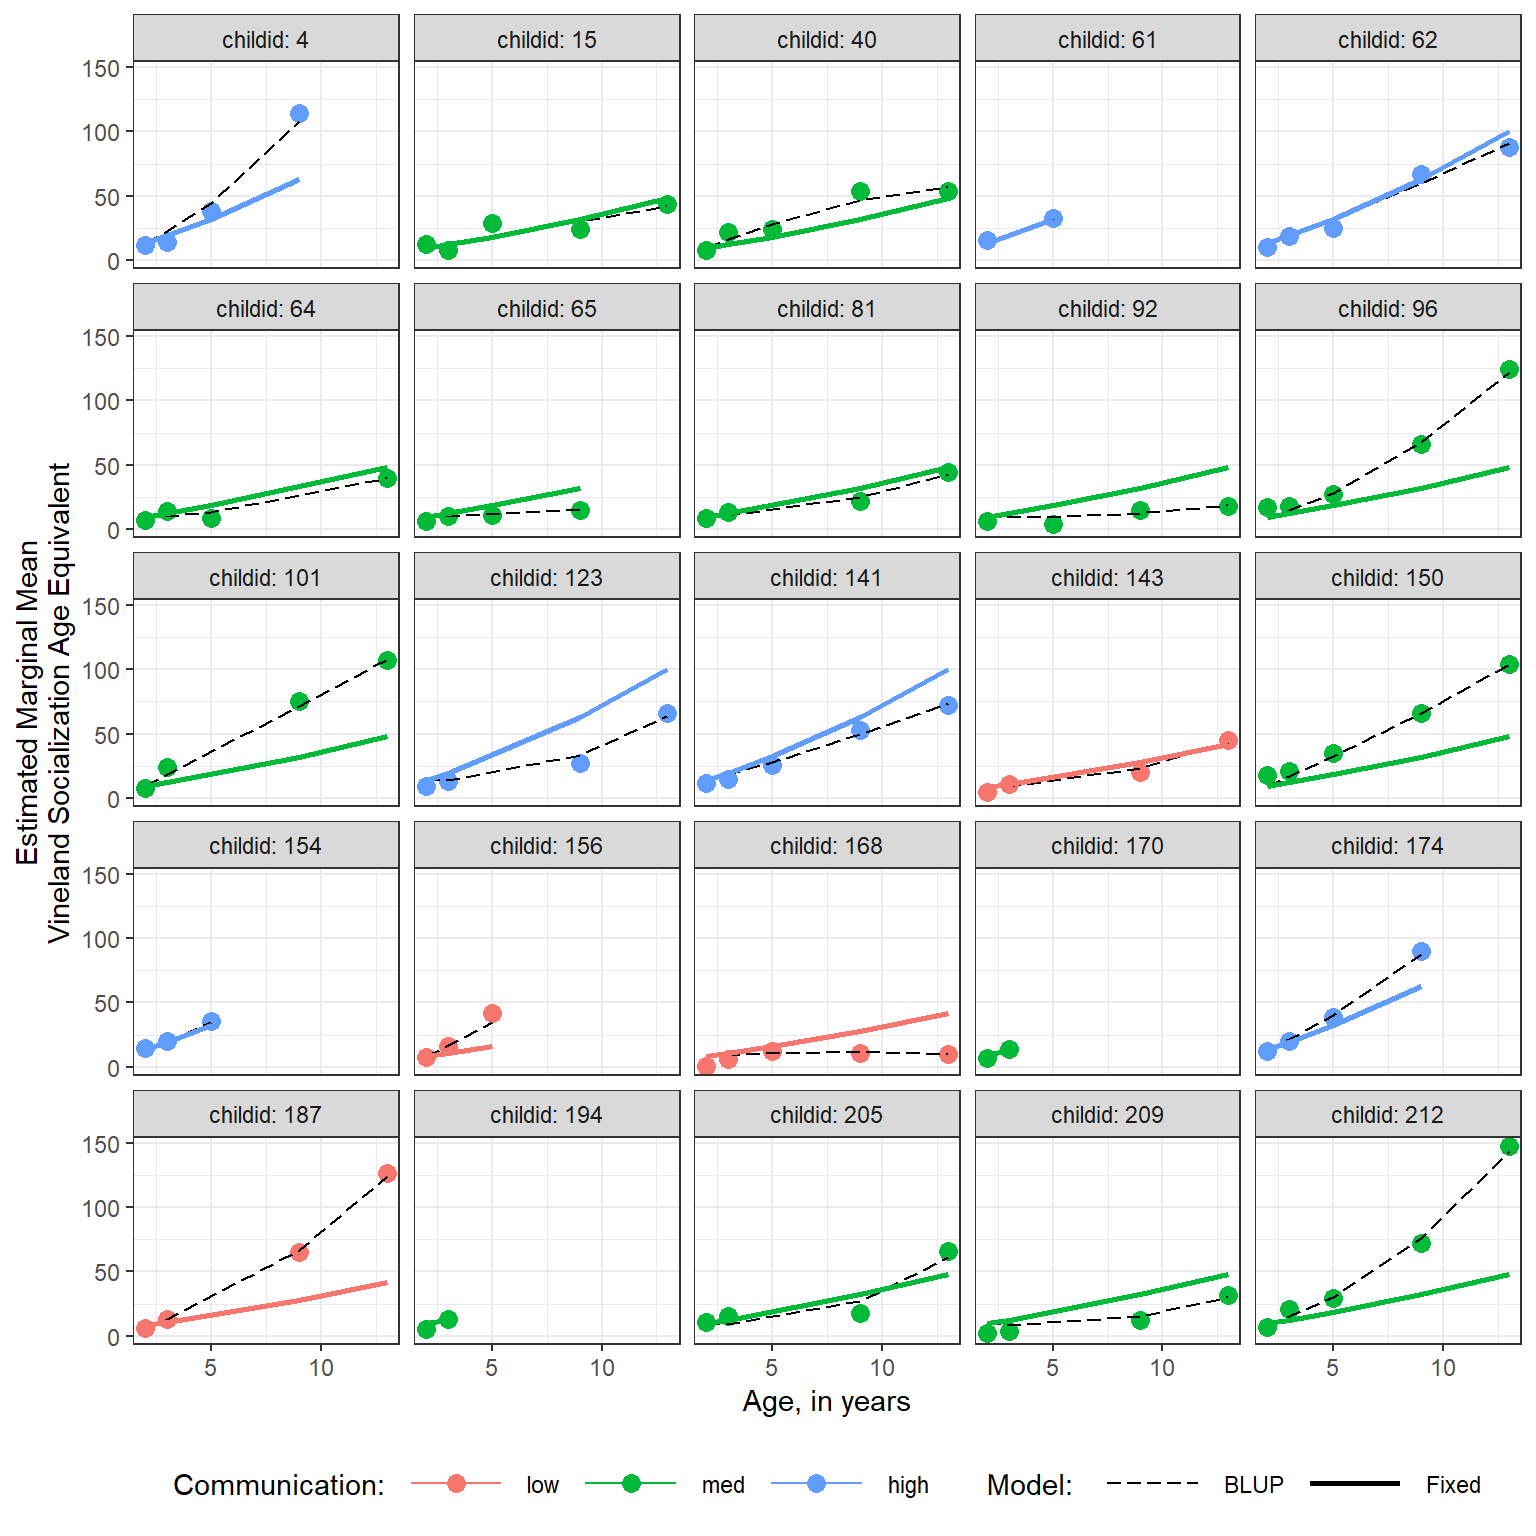 childid: 4
childid: 15
childid: 40
childid: 61
childid: 62
150
100
50
0
childid: 64
childid: 65
childid: 81
childid: 92
childid: 96
150
100
50
0
childid: 101
childid: 123
childid: 141
childid: 143
childid: 150
150
100
50
0
childid: 154
childid: 156
childid: 168
childid: 170
childid: 174
150
100
50
0
childid: 187
childid: 194
childid: 205
childid: 209
childid: 212
150
100
50
0
5 10
5 10
5 10
5 10
5 10
Estimated Marginal Mean
Vineland Socialization Age Equivalent
Age, in years
Communication: low med high Model: BLUP Fixed